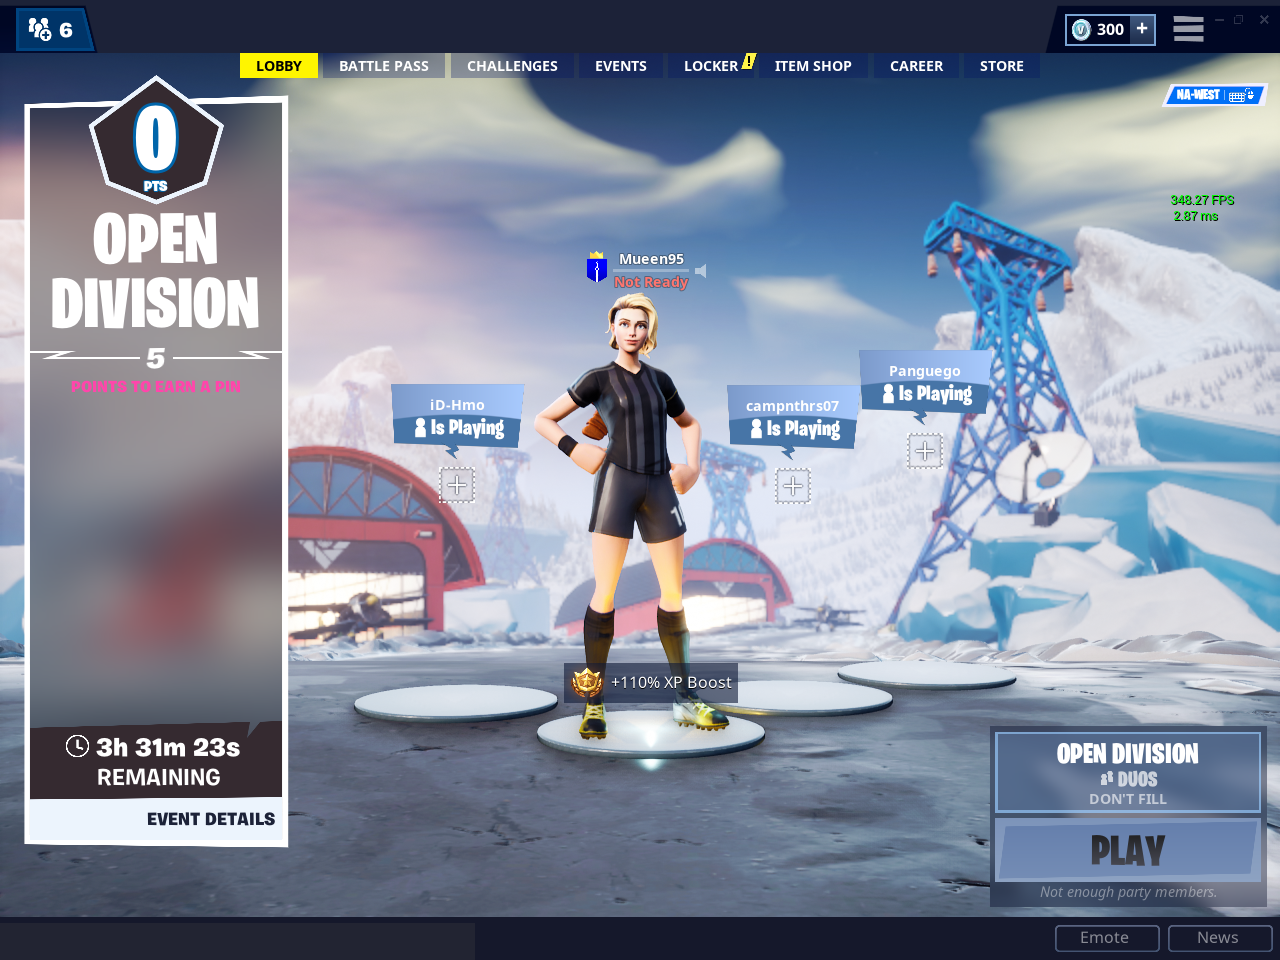 6
300
LOBBY
BATTLE PASS
CHALLENGES
EVENTS
LOCKER
!
ITEM SHOP
CAREER
STORE
NA-WEST
348.27 FPS
2.87 ms
0
PTS
OPEN
DIVISION
5
POINTS TO EARN A PIN
3h 31m 23s
REMAINING
EVENT DETAILS
Mueen95
Not Ready
iD-Hmo
Is Playing
campnthrs07
Is Playing
Panguego
Is Playing
+110% XP Boost
OPEN DIVISION
DUOS
DON'T FILL
PLAY
Not enough party members.
Emote
News